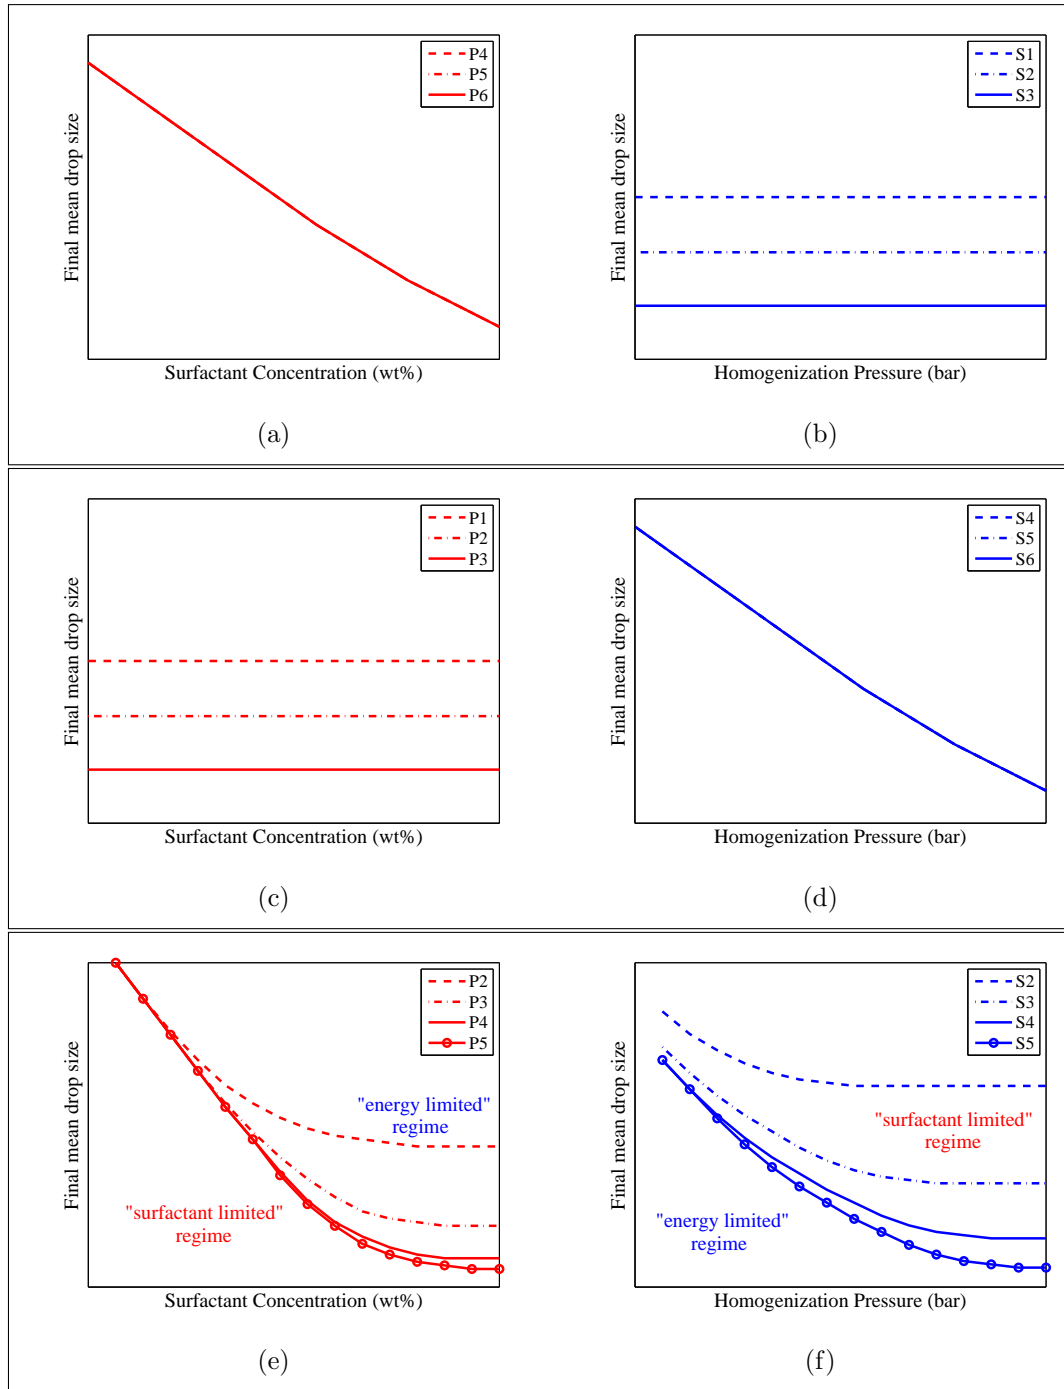 P4
P5
P6
Final mean drop size
Surfactant Concentration (wt%)
(a)
S1
S2
S3
Final mean drop size
Homogenization Pressure (bar)
(b)
P1
P2
P3
Final mean drop size
Surfactant Concentration (wt%)
(c)
S4
S5
S6
Final mean drop size
Homogenization Pressure (bar)
(d)
P2
P3
P4
P5
"energy limited"
regime
"surfactant limited"
regime
Final mean drop size
Surfactant Concentration (wt%)
(e)
S2
S3
S4
S5
"surfactant limited"
regime
"energy limited"
regime
Final mean drop size
Homogenization Pressure (bar)
(f)